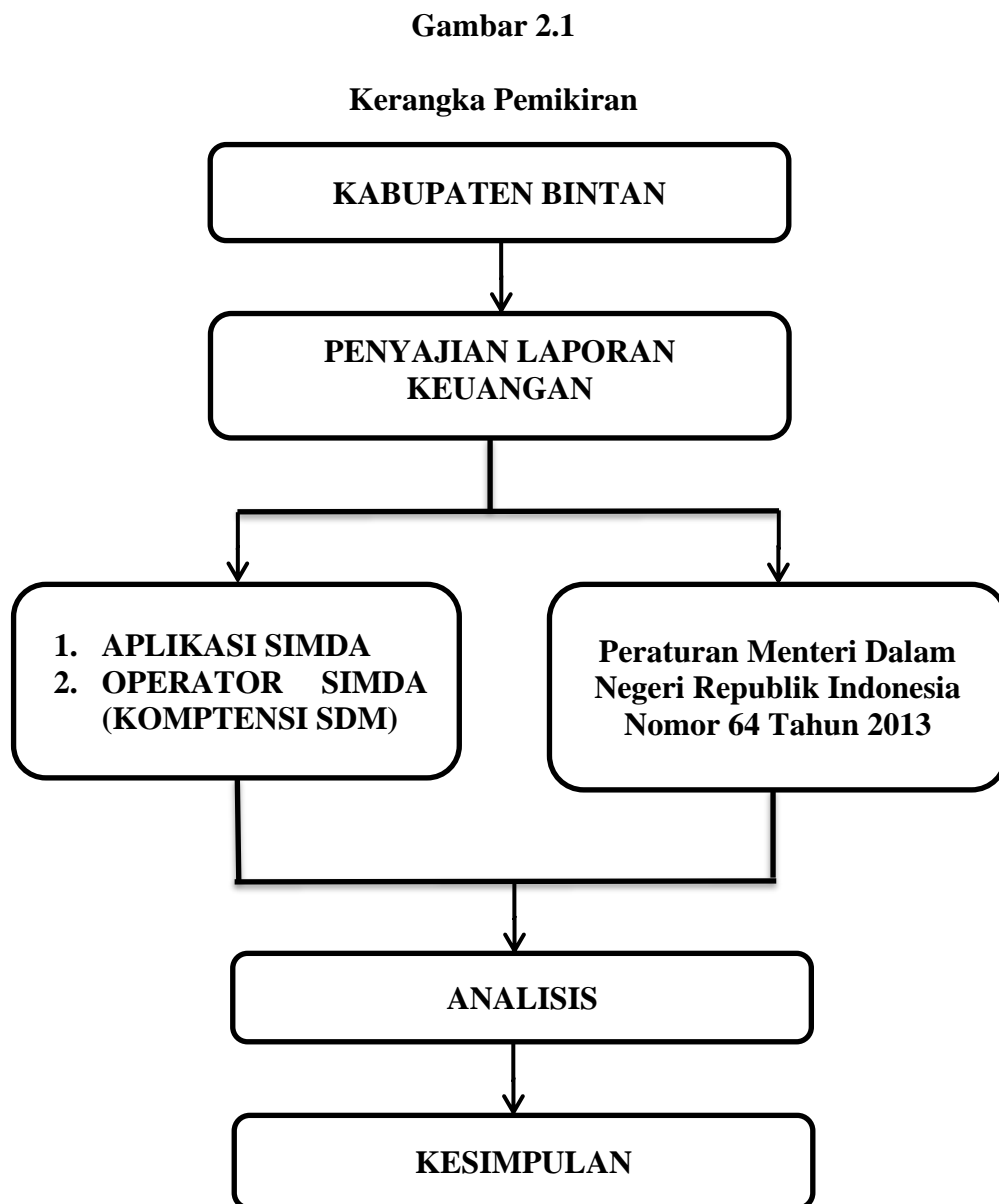 Gambar 2.1
Kerangka Pemikiran
KABUPATEN BINTAN
PENYAJIAN LAPORAN
KEUANGAN
1. APLIKASI SIMDA
2. OPERATOR SIMDA
(KOMPTENSI SDM)
Peraturan Menteri Dalam
Negeri Republik Indonesia
Nomor 64 Tahun 2013
ANALISIS
KESIMPULAN